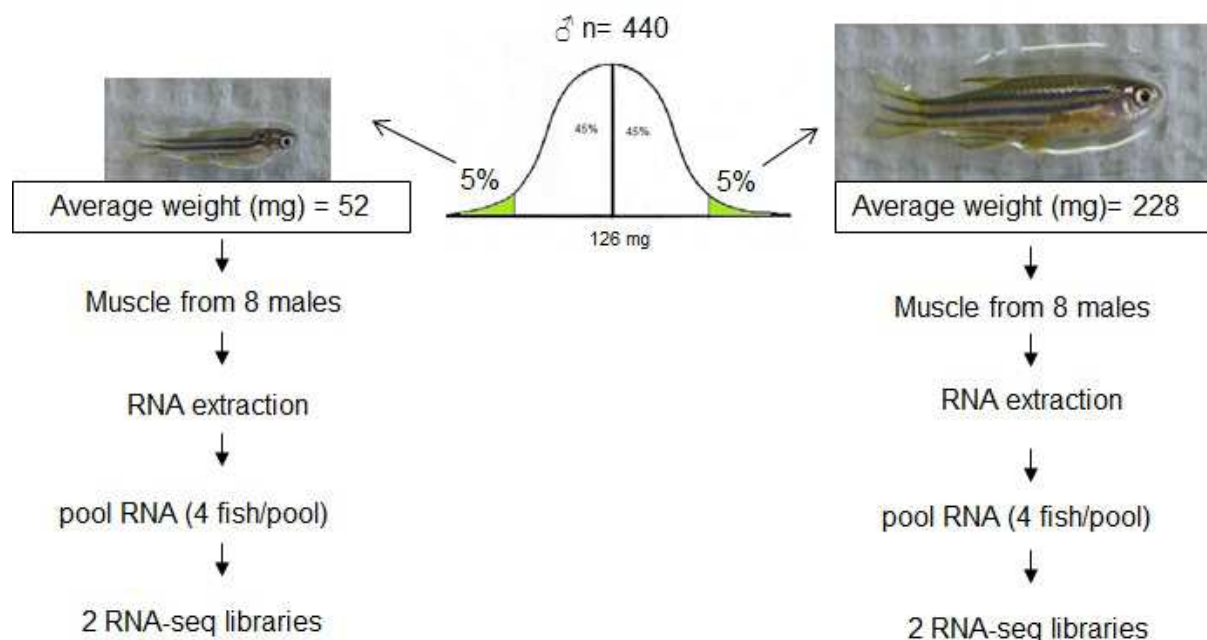 ♂ n= 440
45%
45%
5%
5%
126 mg
Average weight (mg) = 52
Muscle from 8 males
RNA extraction
pool RNA (4 fish/pool)
2 RNA-seq libraries
Average weight (mg)= 228
Muscle from 8 males
RNA extraction
pool RNA (4 fish/pool)
2 RNA-seq libraries